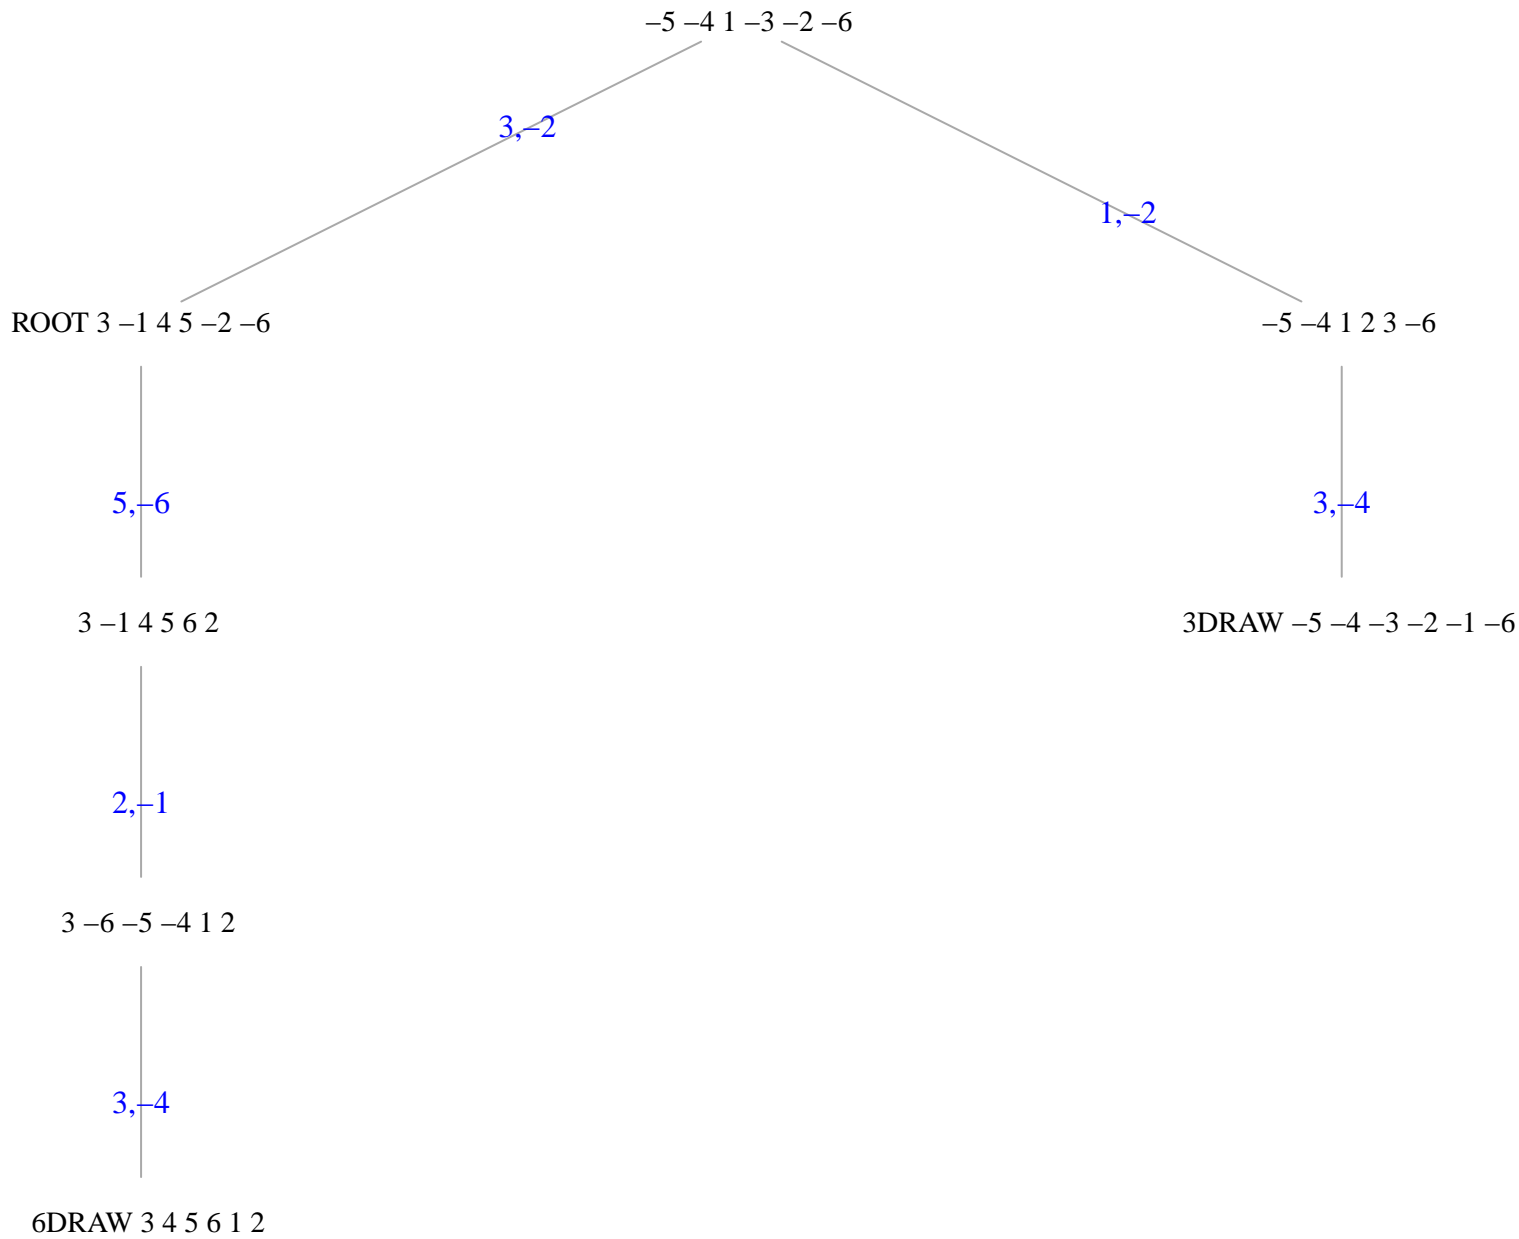 –5 –4 1 –3 –2 –6
3,–2
1,–2
ROOT 3 –1 4 5 –2 –6
–5 –4 1 2 3 –6
5,–6
3,–4
3 –1 4 5 6 2
3DRAW –5 –4 –3 –2 –1 –6
2,–1
3 –6 –5 –4 1 2
3,–4
6DRAW 3 4 5 6 1 2